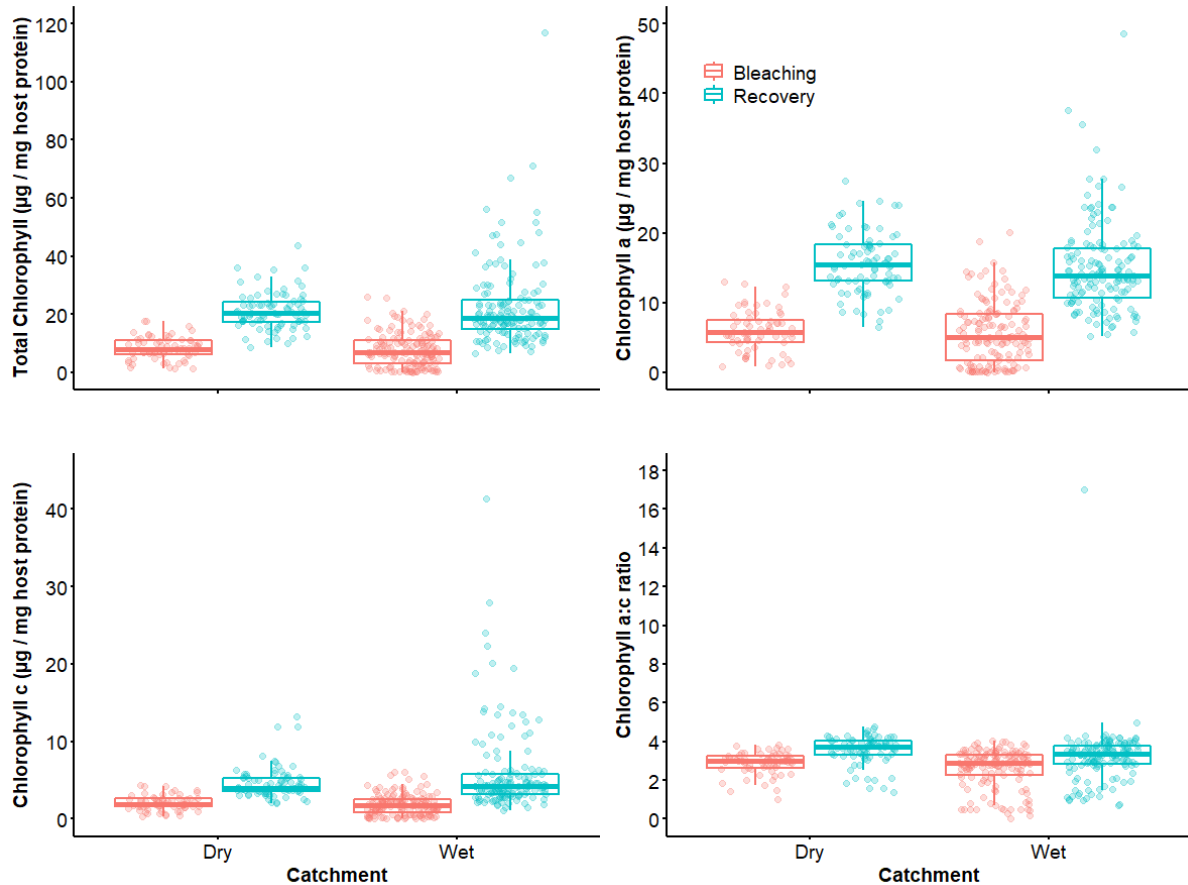 Total Chlorophyll (µg / mg host protein)
120
100
80
60
40
20
0
Chlorophyll a (µg / mg host protein)
50
40
30
20
10
0
Bleaching
Recovery
Chlorophyll c (µg / mg host protein)
40
30
20
10
0
Dry
Wet
Catchment
Chlorophyll a:c ratio
18
16
14
12
10
8
6
4
2
0
Dry
Wet
Catchment